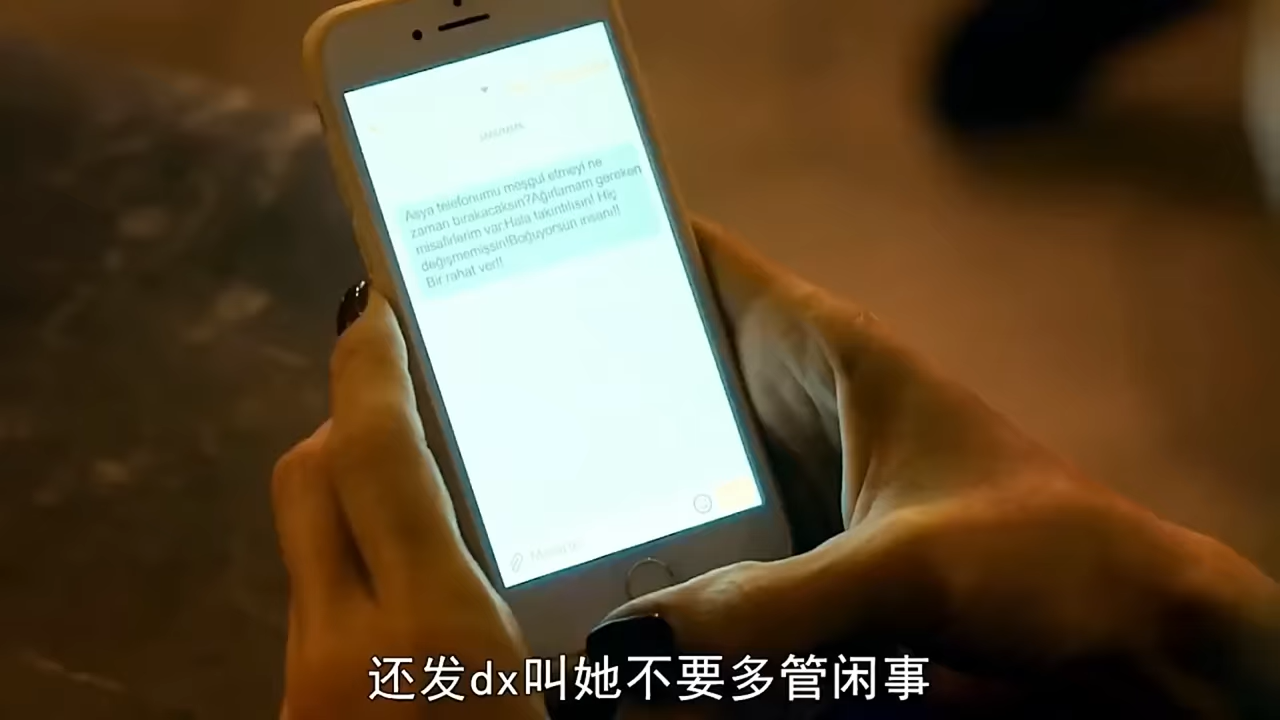 Asya telefonumu meşgul etmeyi ne
zaman bırakacaksın?Ağırlamam gereken
misafirlerim var.Hala takıntılısın! Hiç
değişmemişsin!Boğuyorsun insanı!!
Bir rahat ver!!
还发dx叫她不要多管闲事